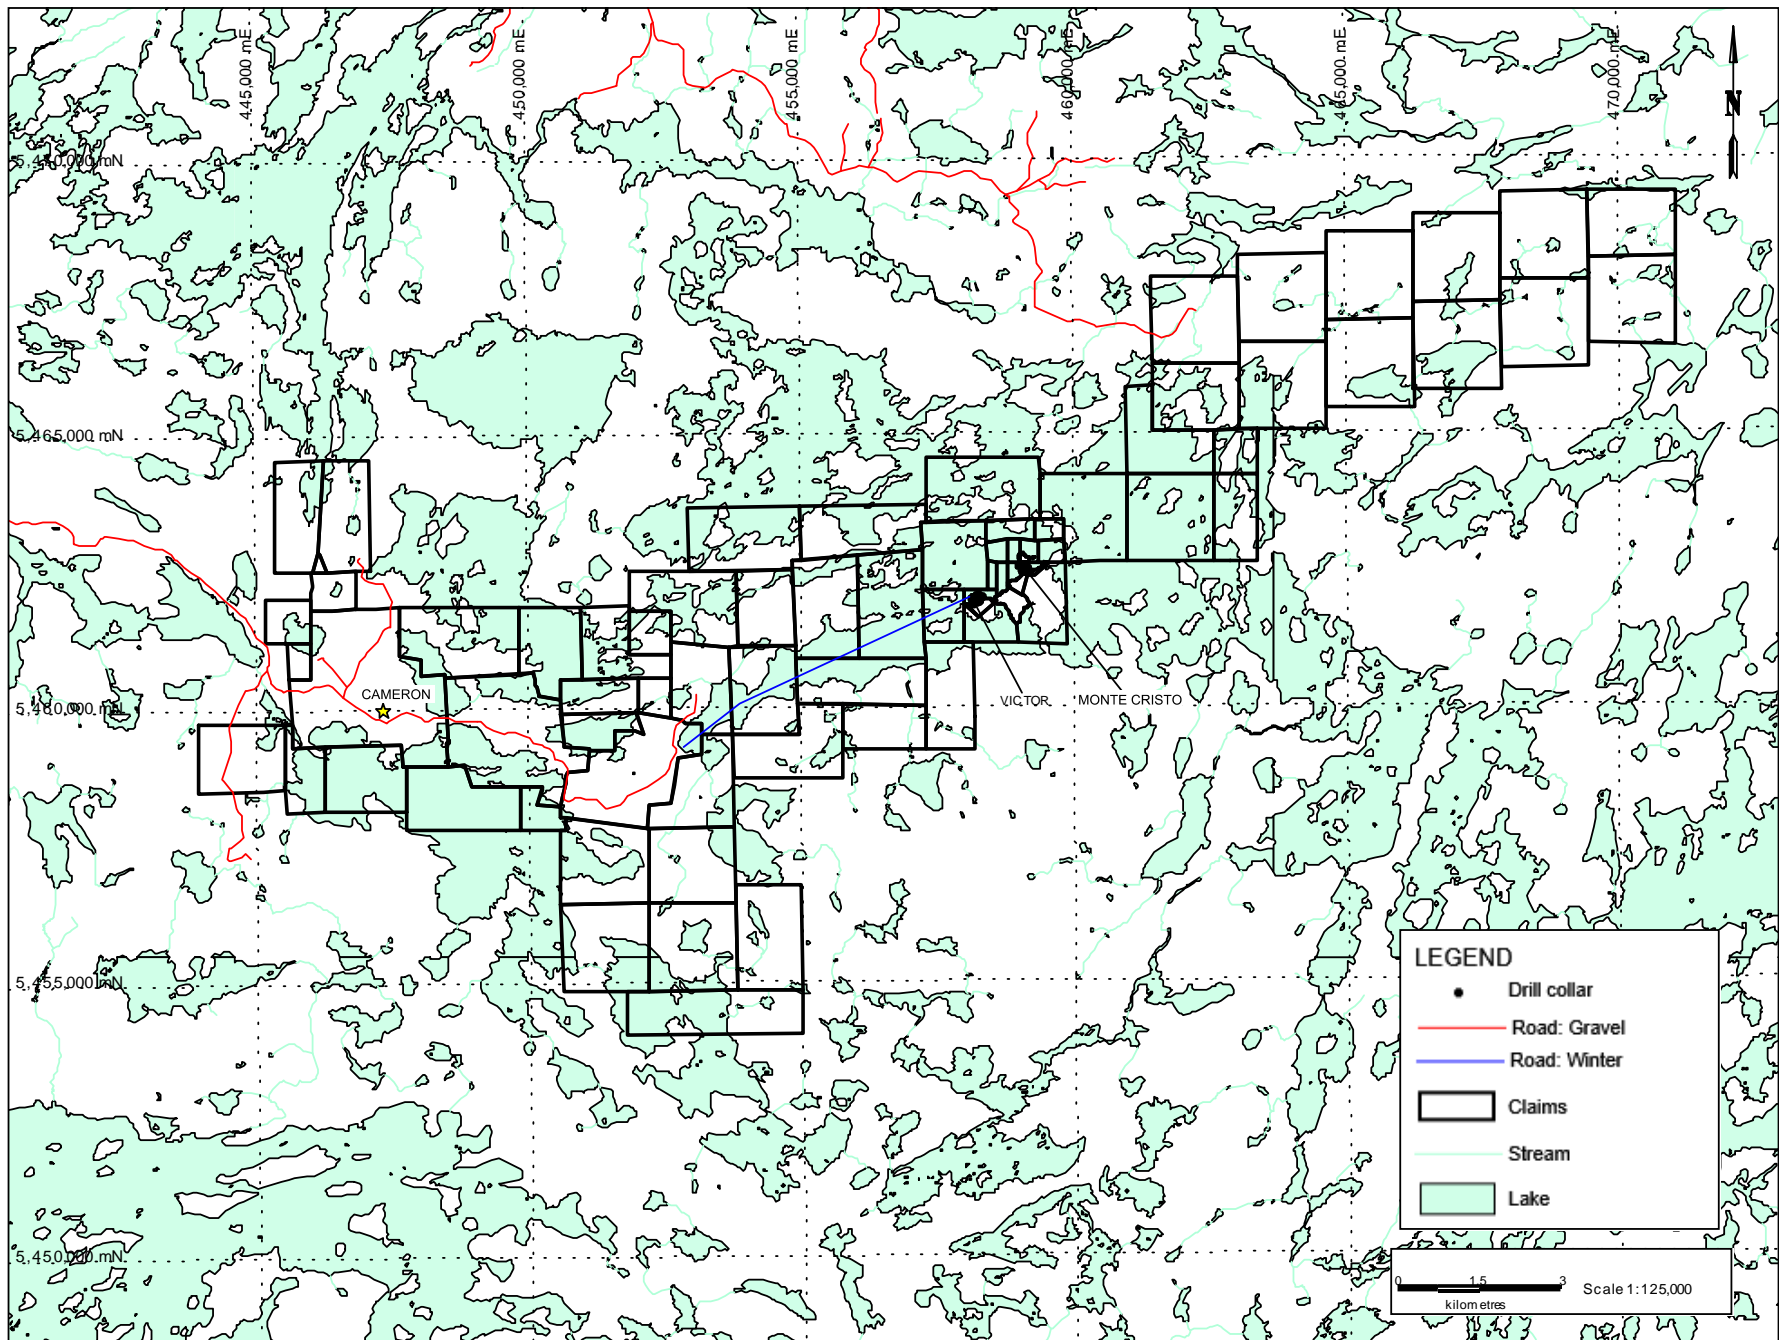 445,000 mE
450,000 mE
455,000 mE
460,000 mE
465,000 mE
470,000 mE
N
5,470,000 mN
5,465,000 mN
CAMERON
5,460,000 mN
VICTOR
MONTE CRISTO
5,455,000 mN
5,450,000 mN
LEGEND
Drill collar
Road: Gravel
Road: Winter
Claims
Stream
Lake
0 1.5 3
kilometres
Scale 1:125,000